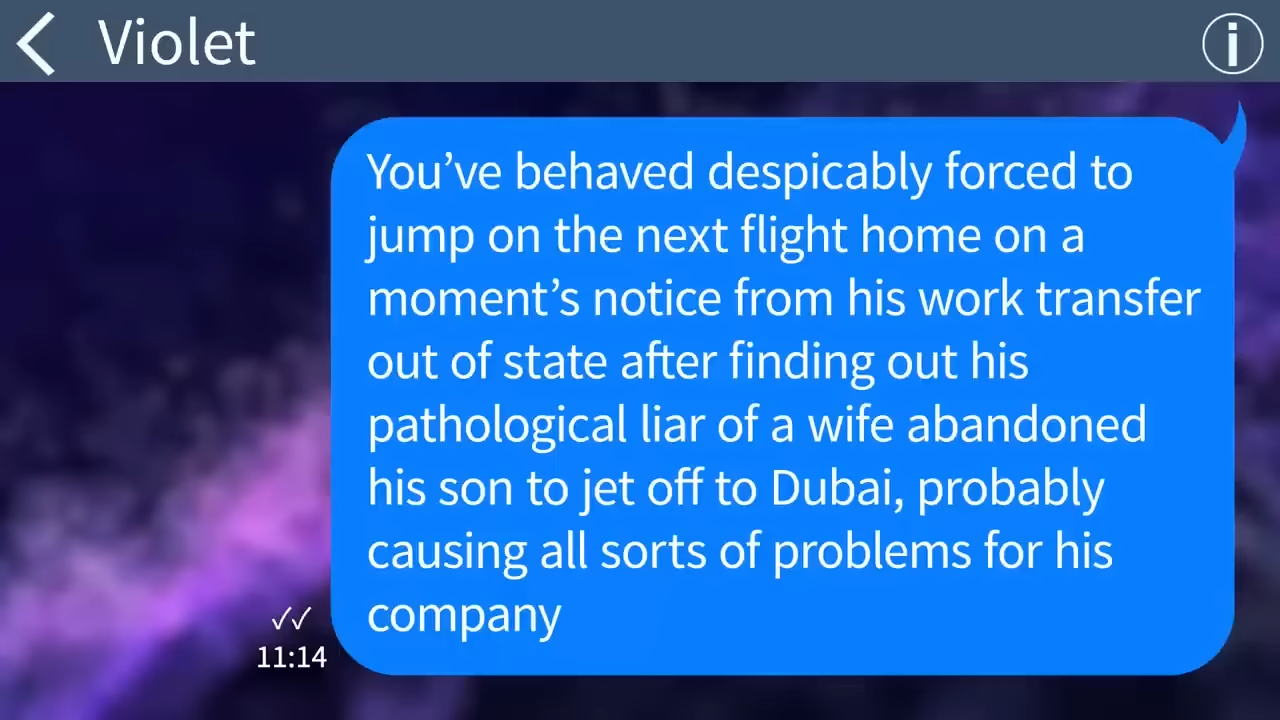 Violet
You’ve behaved despicably forced to
jump on the next flight home on a
moment’s notice from his work transfer
out of state after finding out his
pathological liar of a wife abandoned
his son to jet off to Dubai, probably
causing all sorts of problems for his
company
11:14